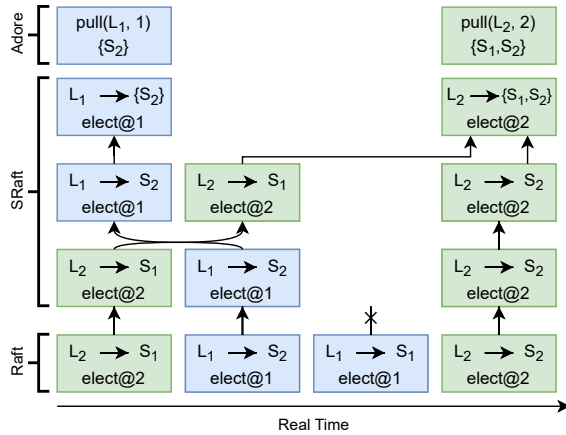 Adore
pull(L₁, 1)
{S₂}
pull(L₂, 2)
{S₁,S₂}
SRaft
L₁ → {S₂}
elect@1
L₂ → {S₁,S₂}
elect@2
L₁ → S₂
elect@1
L₂ → S₁
elect@2
L₂ → S₂
elect@2
L₂ → S₁
elect@2
L₁ → S₂
elect@1
L₂ → S₂
elect@2
Raft
L₂ → S₁
elect@2
L₁ → S₂
elect@1
L₁ → S₁
elect@1
L₂ → S₂
elect@2
Real Time